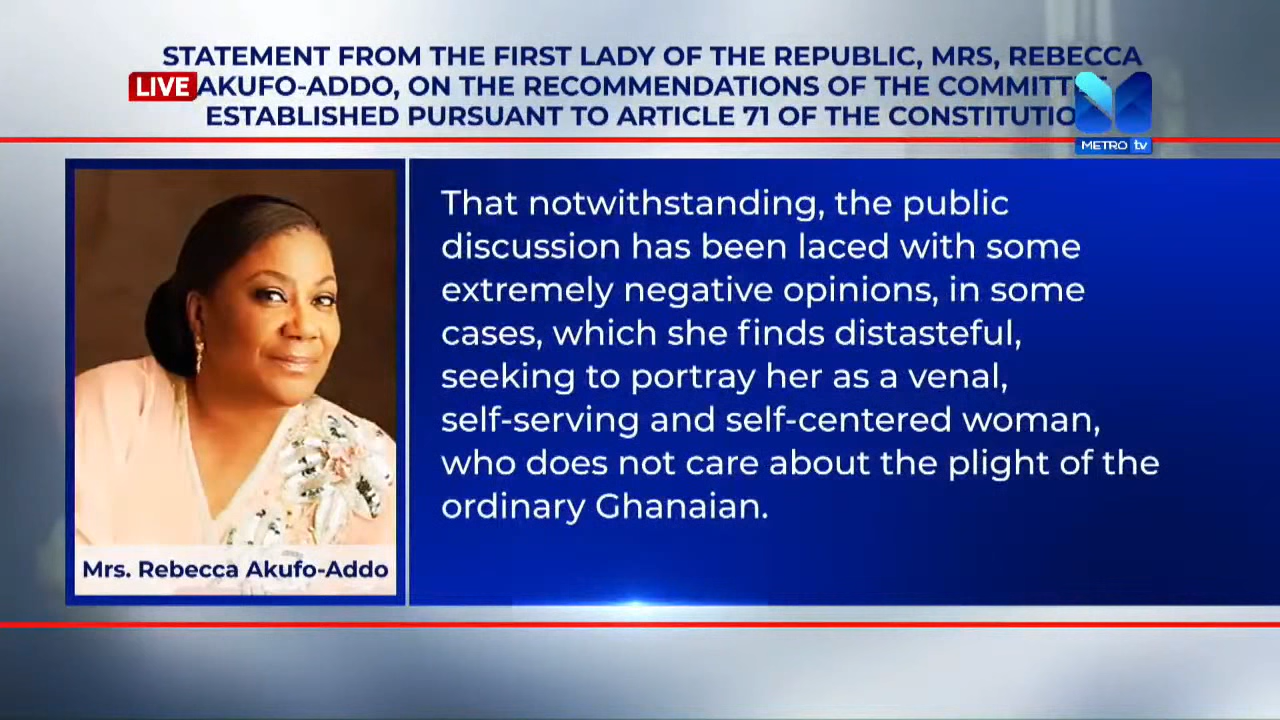 STATEMENT FROM THE FIRST LADY OF THE REPUBLIC, MRS, REBECCA
LIVE
AKUFO-ADDO, ON THE RECOMMENDATIONS OF THE
ESTABLISHED PURSUANT TO ARTICLE 71 OF THE
METRO tv
That notwithstanding, the public
discussion has been laced with some
extremely negative opinions, in some
cases, which she finds distasteful,
seeking to portray her as a venal,
self-serving and self-centered woman,
who does not care about the plight of the
ordinary Ghanaian.
Mrs. Rebecca Akufo-Addo